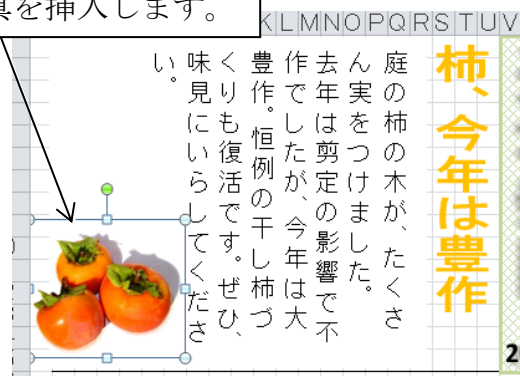 真を挿入します。
K L M N O P Q R S T U V
柿、今年は豊作
庭の柿の木が、たくさ
ん実をつけました。
去年は剪定の影響で不
作でしたが、今年は大
豊作。恒例の干し柿づ
くりも復活です。ぜひ、
味見にいらしてくださ
い。
2